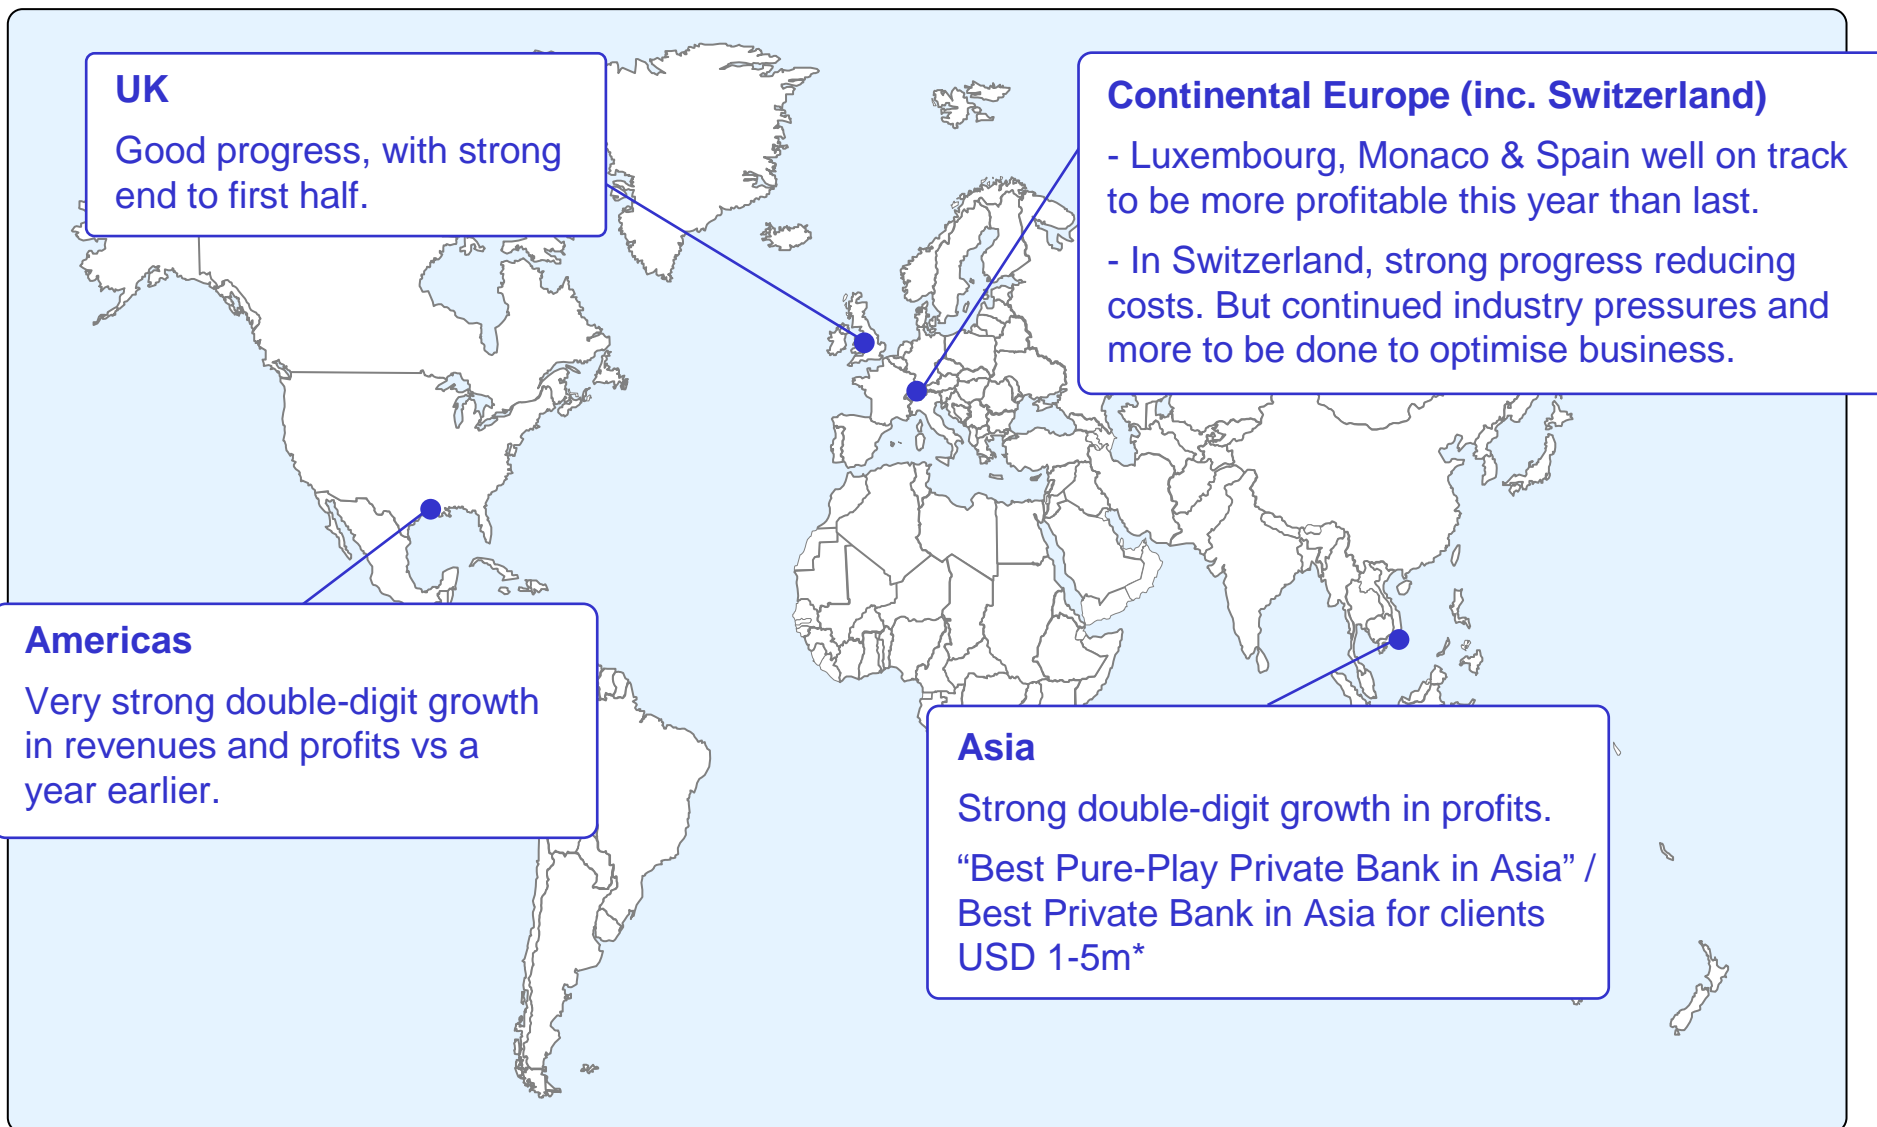 UK
Good progress, with strong
end to first half.
Continental Europe (inc. Switzerland)
- Luxembourg, Monaco & Spain well on track
to be more profitable this year than last.
- In Switzerland, strong progress reducing
costs. But continued industry pressures and
more to be done to optimise business.
Americas
Very strong double-digit growth
in revenues and profits vs a
year earlier.
Asia
Strong double-digit growth in profits.
“Best Pure-Play Private Bank in Asia” /
Best Private Bank in Asia for clients
USD 1-5m*